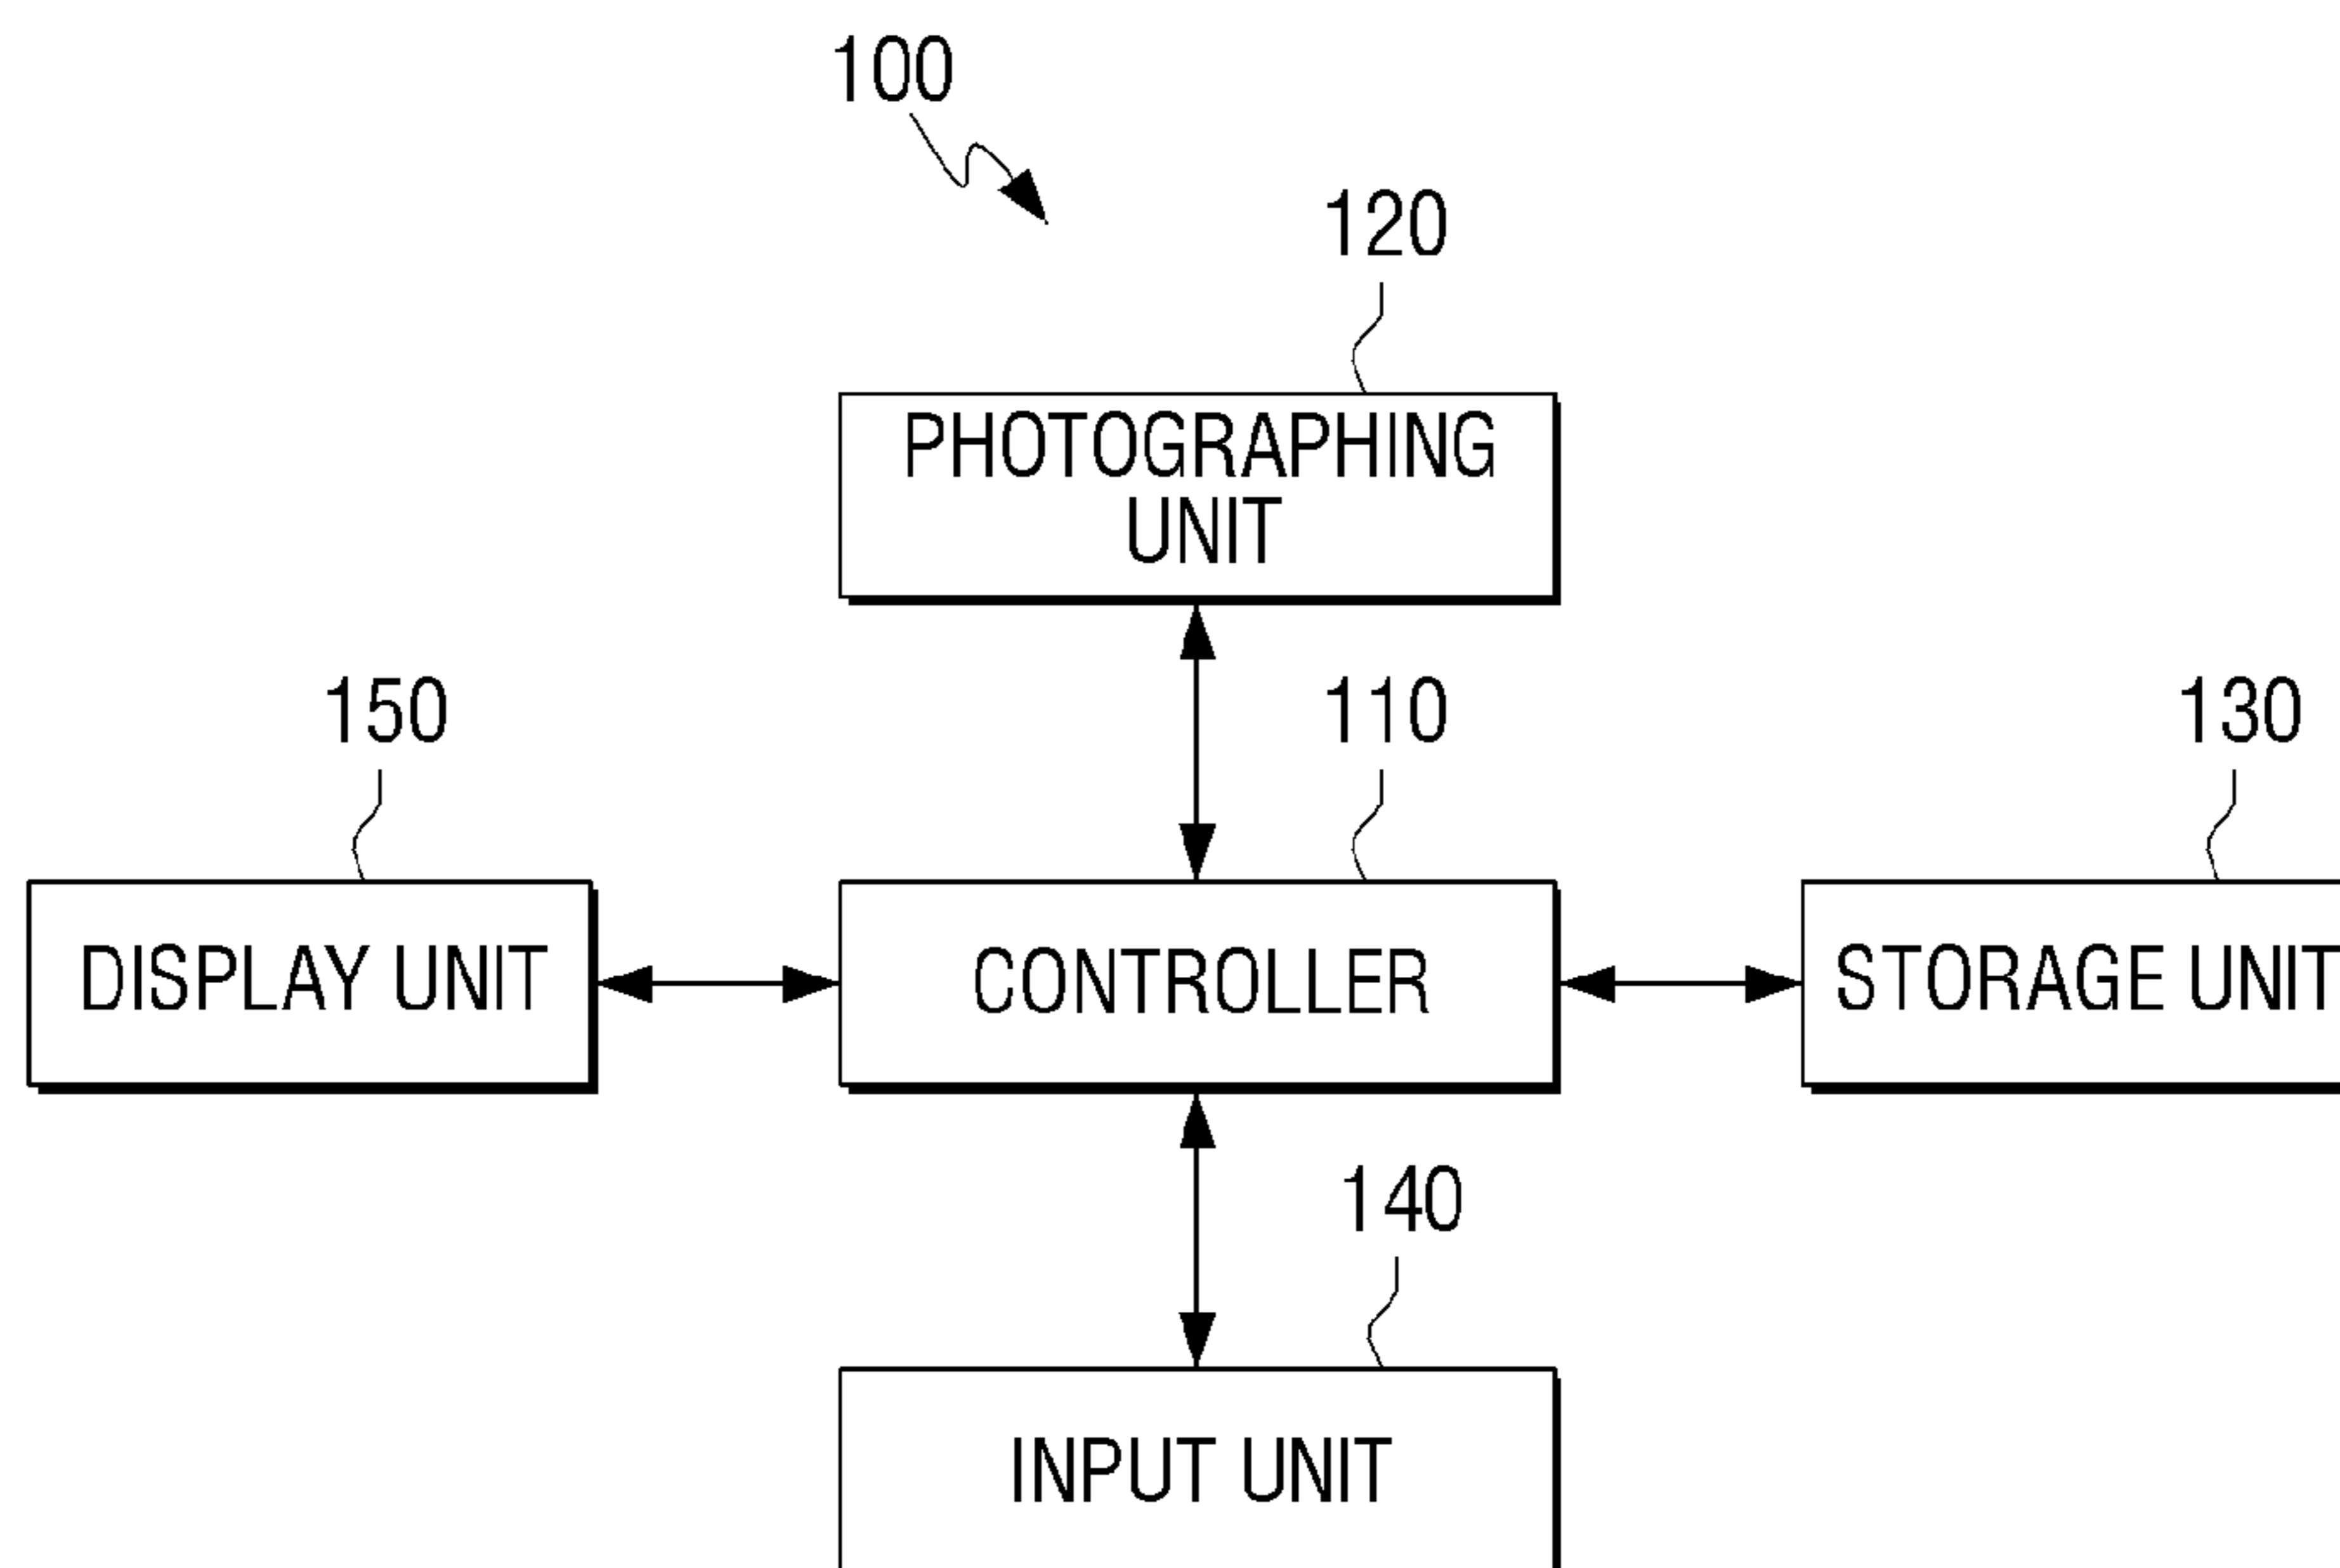 100
120
PHOTOGRAPHING
UNIT
150
110
130
DISPLAY UNIT
CONTROLLER
STORAGE UNIT
140
INPUT UNIT